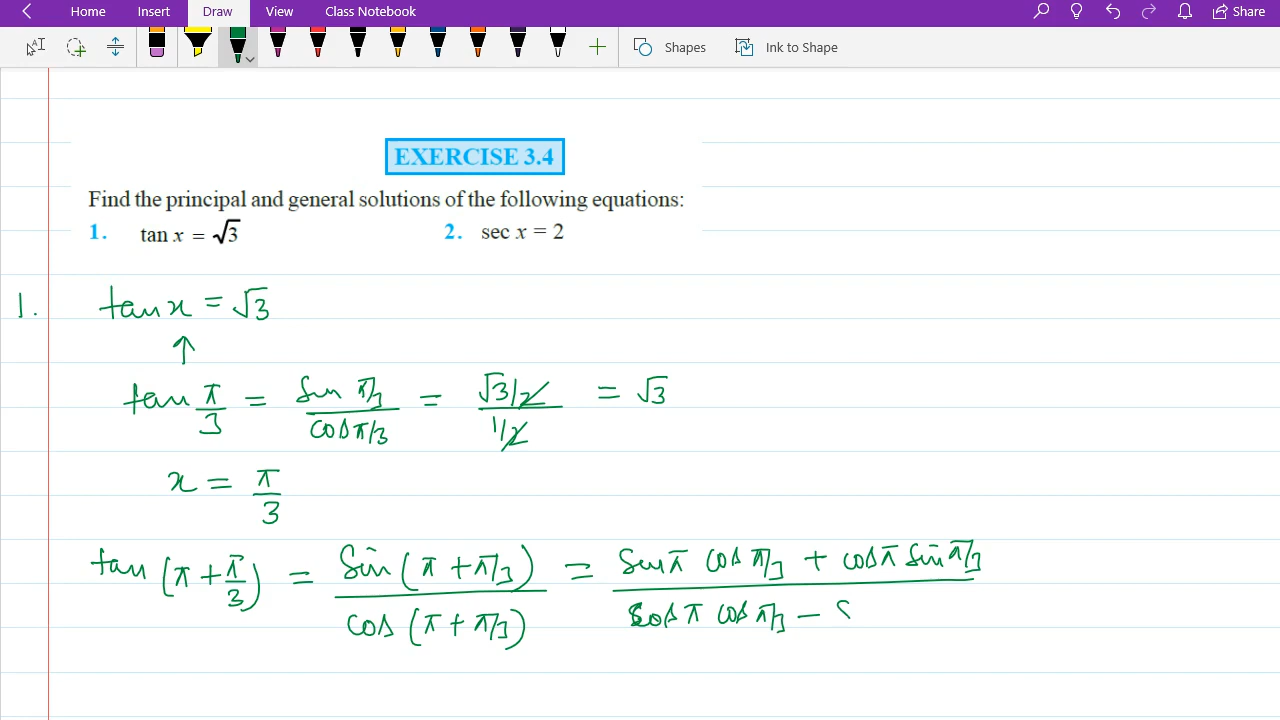 Home Insert Draw View Class Notebook Share
Shapes Ink to Shape
EXERCISE 3.4
Find the principal and general solutions of the following equations:
1. tan x = √3 2. sec x = 2
1. tan x = √3
↑
tan π/3 = sin π/3 / cos π/3 = √3/2 / 1/2 = √3
x = π/3
tan (π + π/3) = Sin (π + π/3) / cos (π + π/3) = sin π cos π/3 + cos π sin π/3 / cos π cos π/3 - s